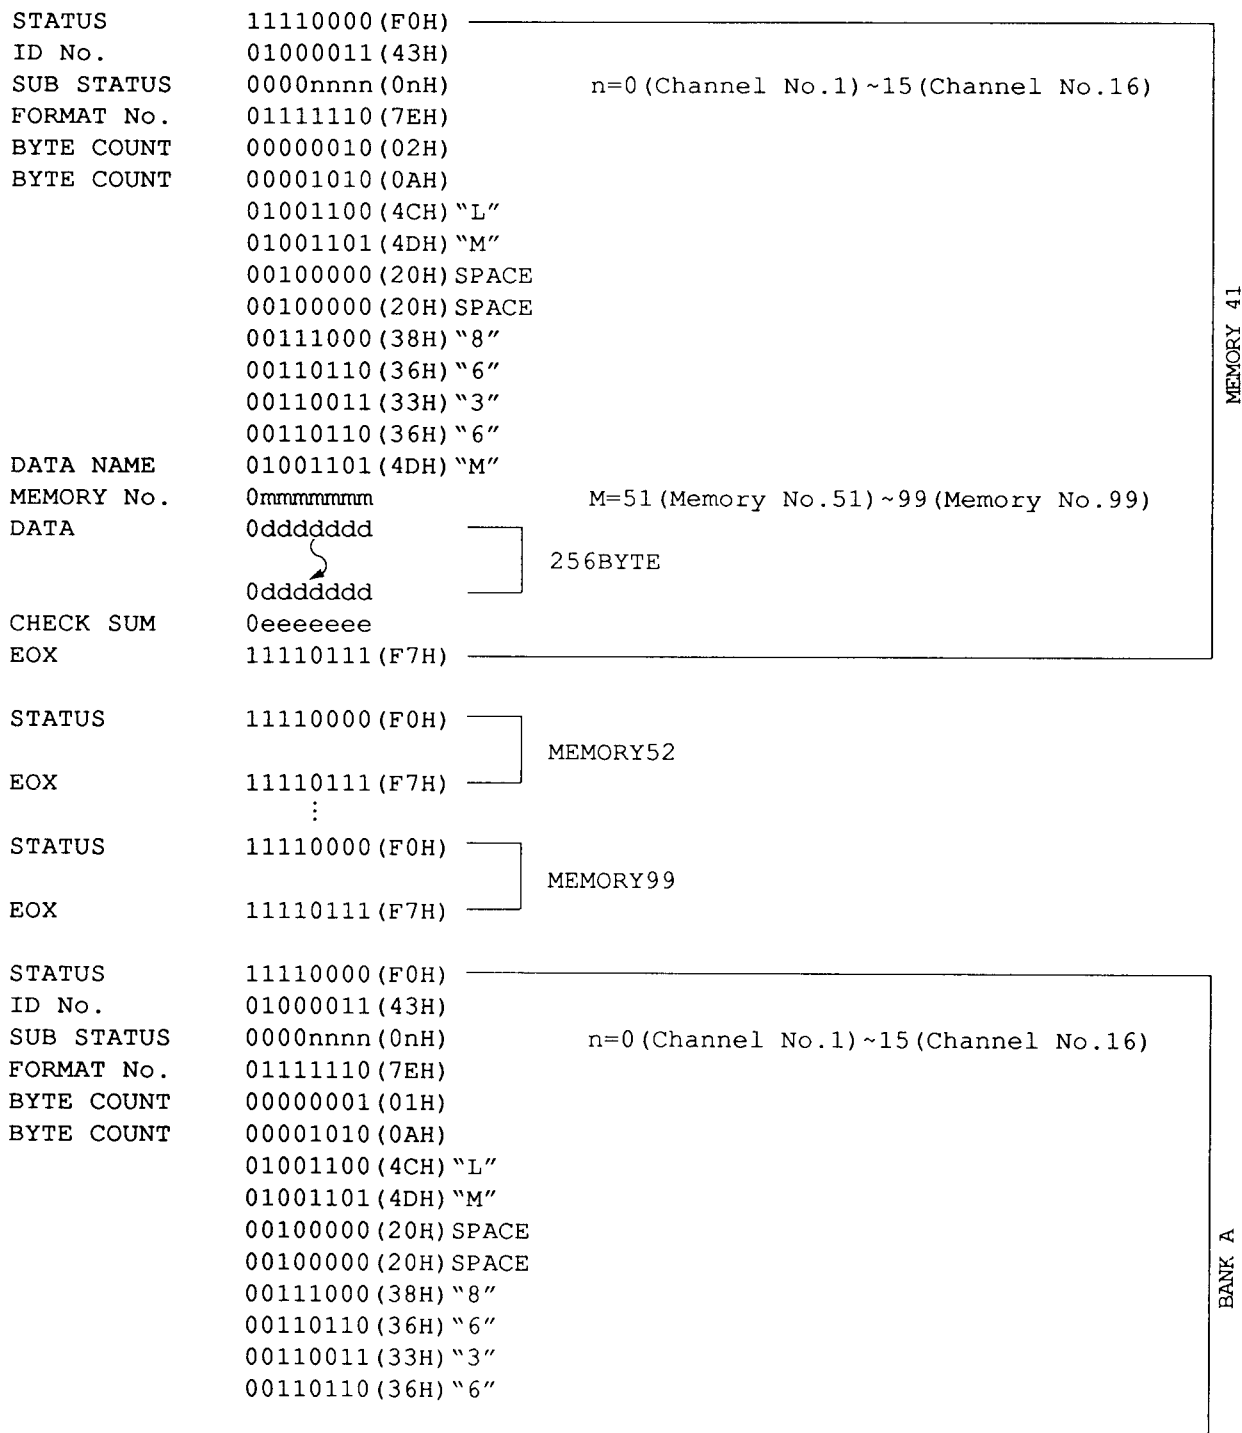 STATUS 11110000(F0H)
ID No. 01000011(43H)
SUB STATUS 0000nnnn(0nH) n=0(Channel No.1)~15(Channel No.16)
FORMAT No. 01111110(7EH)
BYTE COUNT 00000010(02H)
BYTE COUNT 00001010(0AH)
01001100(4CH)"L"
01001101(4DH)"M"
00100000(20H)SPACE
00100000(20H)SPACE
00111000(38H)"8"
00110110(36H)"6"
00110011(33H)"3"
00110110(36H)"6"
DATA NAME 01001101(4DH)"M"
MEMORY No. 0mmmmmmm M=51(Memory No.51)~99(Memory No.99)
DATA 0ddddddd
256BYTE
0ddddddd
CHECK SUM 0eeeeeee
EOX 11110111(F7H)
MEMORY 41
STATUS 11110000(F0H)
MEMORY52
EOX 11110111(F7H)
⋮
STATUS 11110000(F0H)
MEMORY99
EOX 11110111(F7H)
STATUS 11110000(F0H)
ID No. 01000011(43H)
SUB STATUS 0000nnnn(0nH) n=0(Channel No.1)~15(Channel No.16)
FORMAT No. 01111110(7EH)
BYTE COUNT 00000001(01H)
BYTE COUNT 00001010(0AH)
01001100(4CH)"L"
01001101(4DH)"M"
00100000(20H)SPACE
00100000(20H)SPACE
00111000(38H)"8"
00110110(36H)"6"
00110011(33H)"3"
00110110(36H)"6"
BANK A